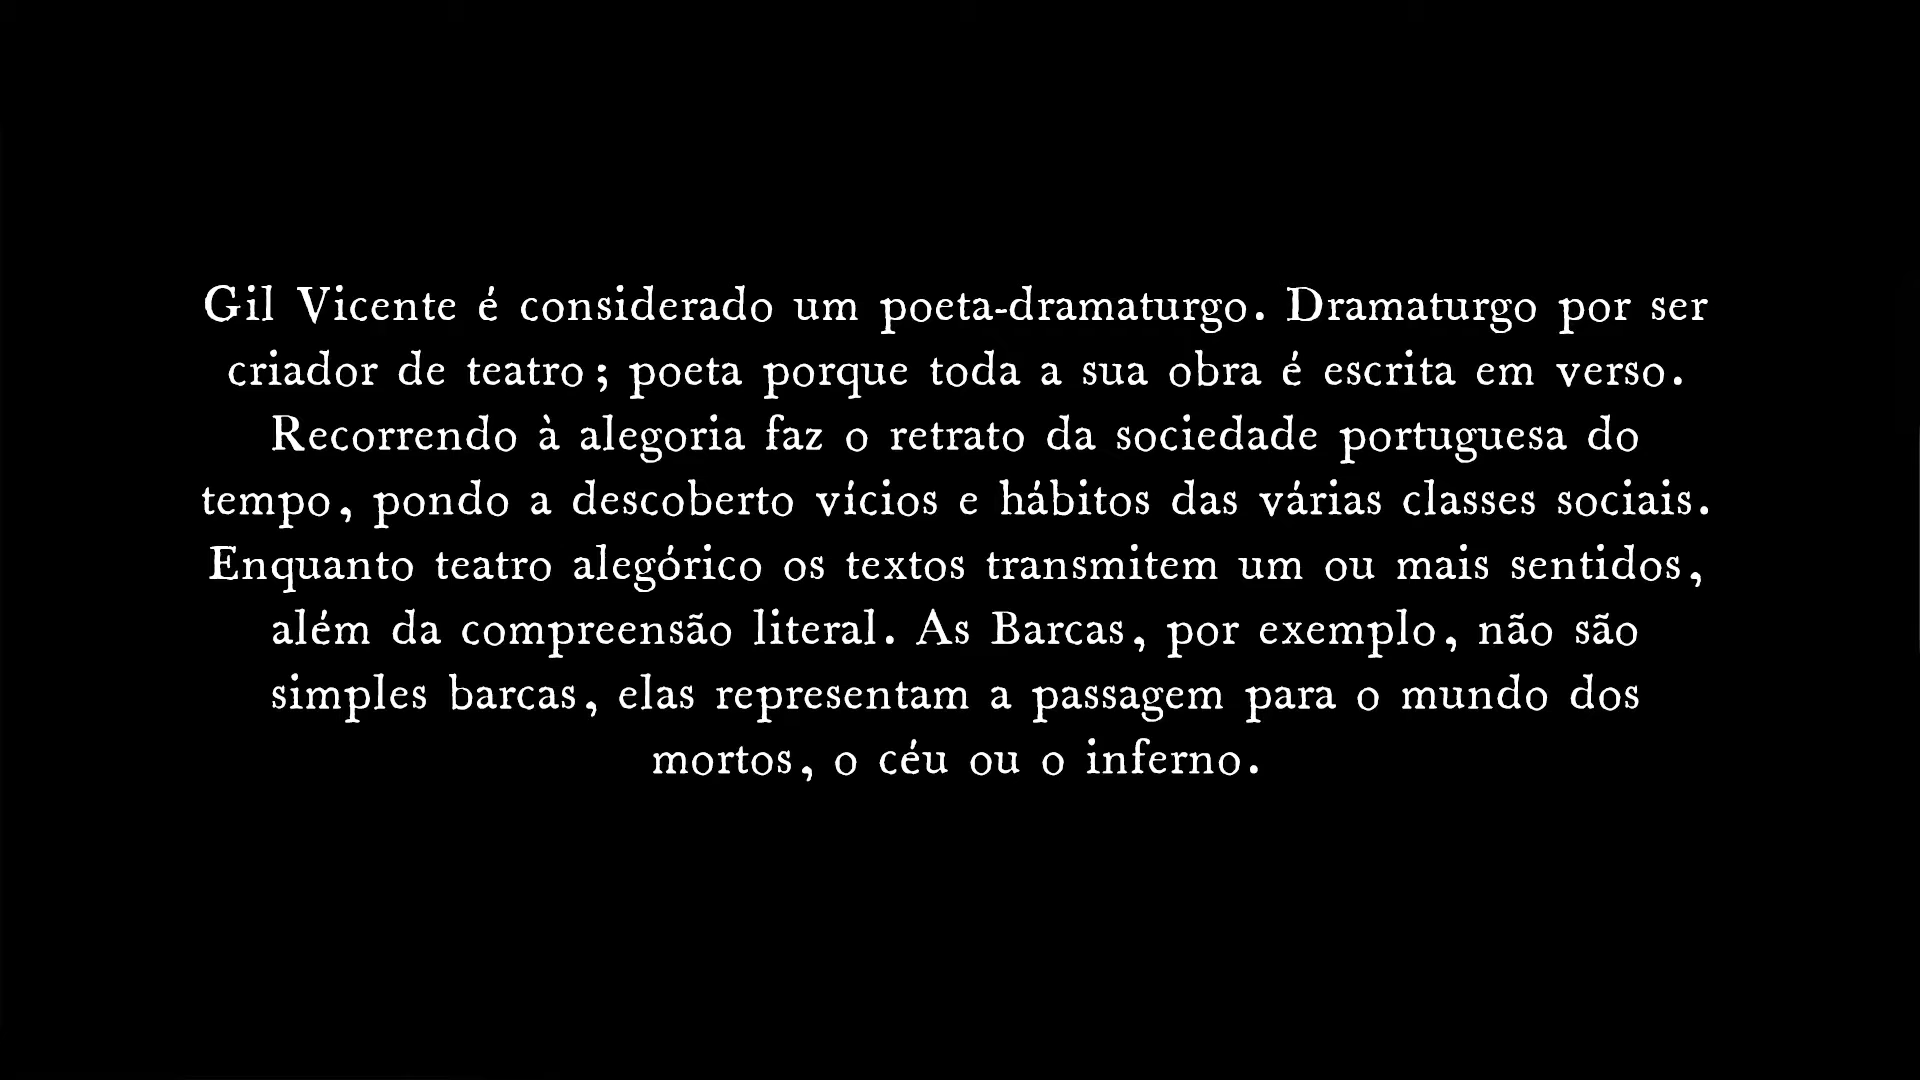 Gil Vicente é considerado um poeta-dramaturgo. Dramaturgo por ser
criador de teatro; poeta porque toda a sua obra é escrita em verso.
Recorrendo à alegoria faz o retrato da sociedade portuguesa do
tempo, pondo a descoberto vícios e hábitos das várias classes sociais.
Enquanto teatro alegórico os textos transmitem um ou mais sentidos,
além da compreensão literal. As Barcas, por exemplo, não são
simples barcas, elas representam a passagem para o mundo dos
mortos, o céu ou o inferno.